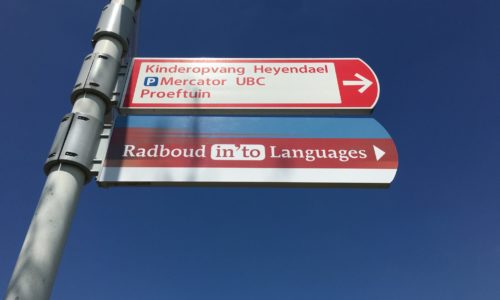 Kinderopvang Heyendael
P Mercator UBC
Proeftuin
Radboud in'to Languages